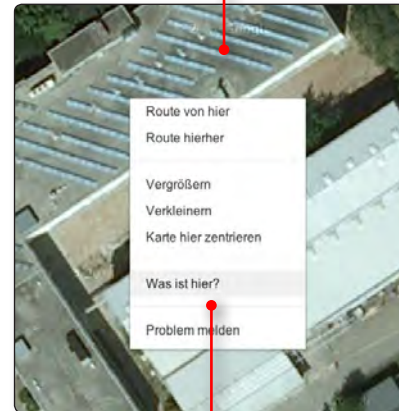 Route von hier
Route hierher
Vergrößern
Verkleinern
Karte hier zentrieren
Was ist hier?
Problem melden